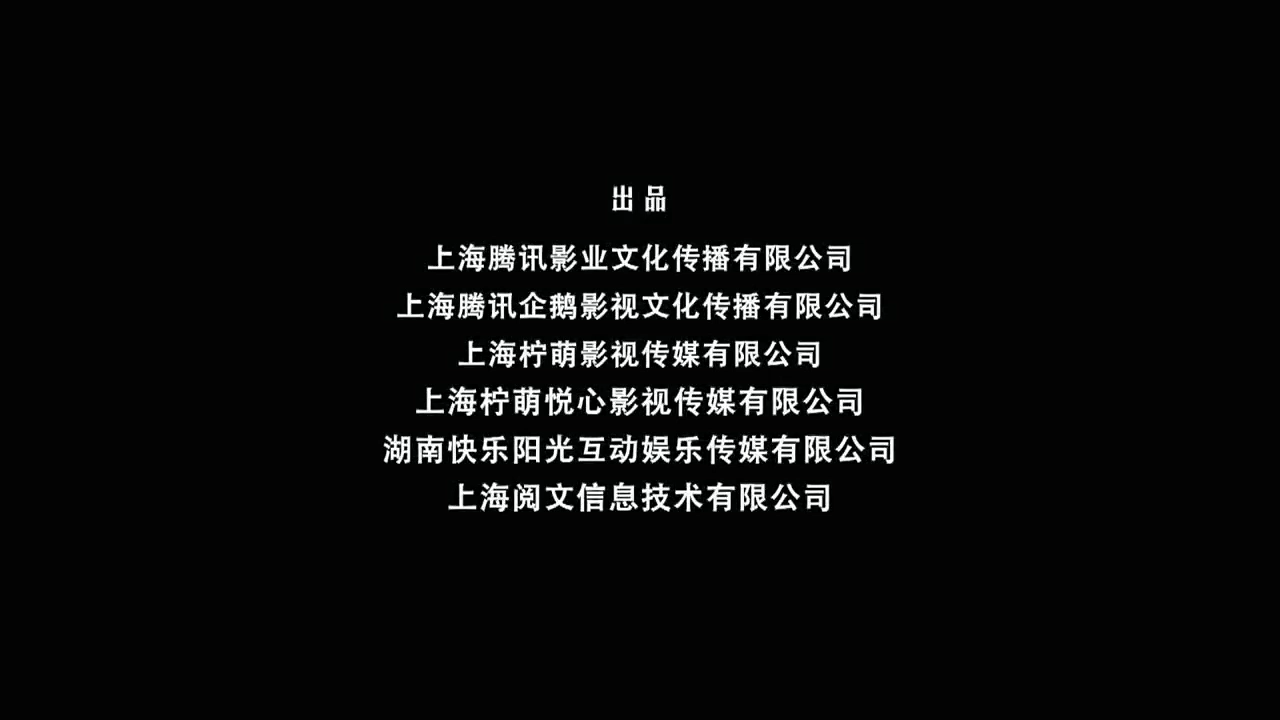 出品
上海腾讯影业文化传播有限公司
上海腾讯企鹅影视文化传播有限公司
上海柠萌影视传媒有限公司
上海柠萌悦心影视传媒有限公司
湖南快乐阳光互动娱乐传媒有限公司
上海阅文信息技术有限公司